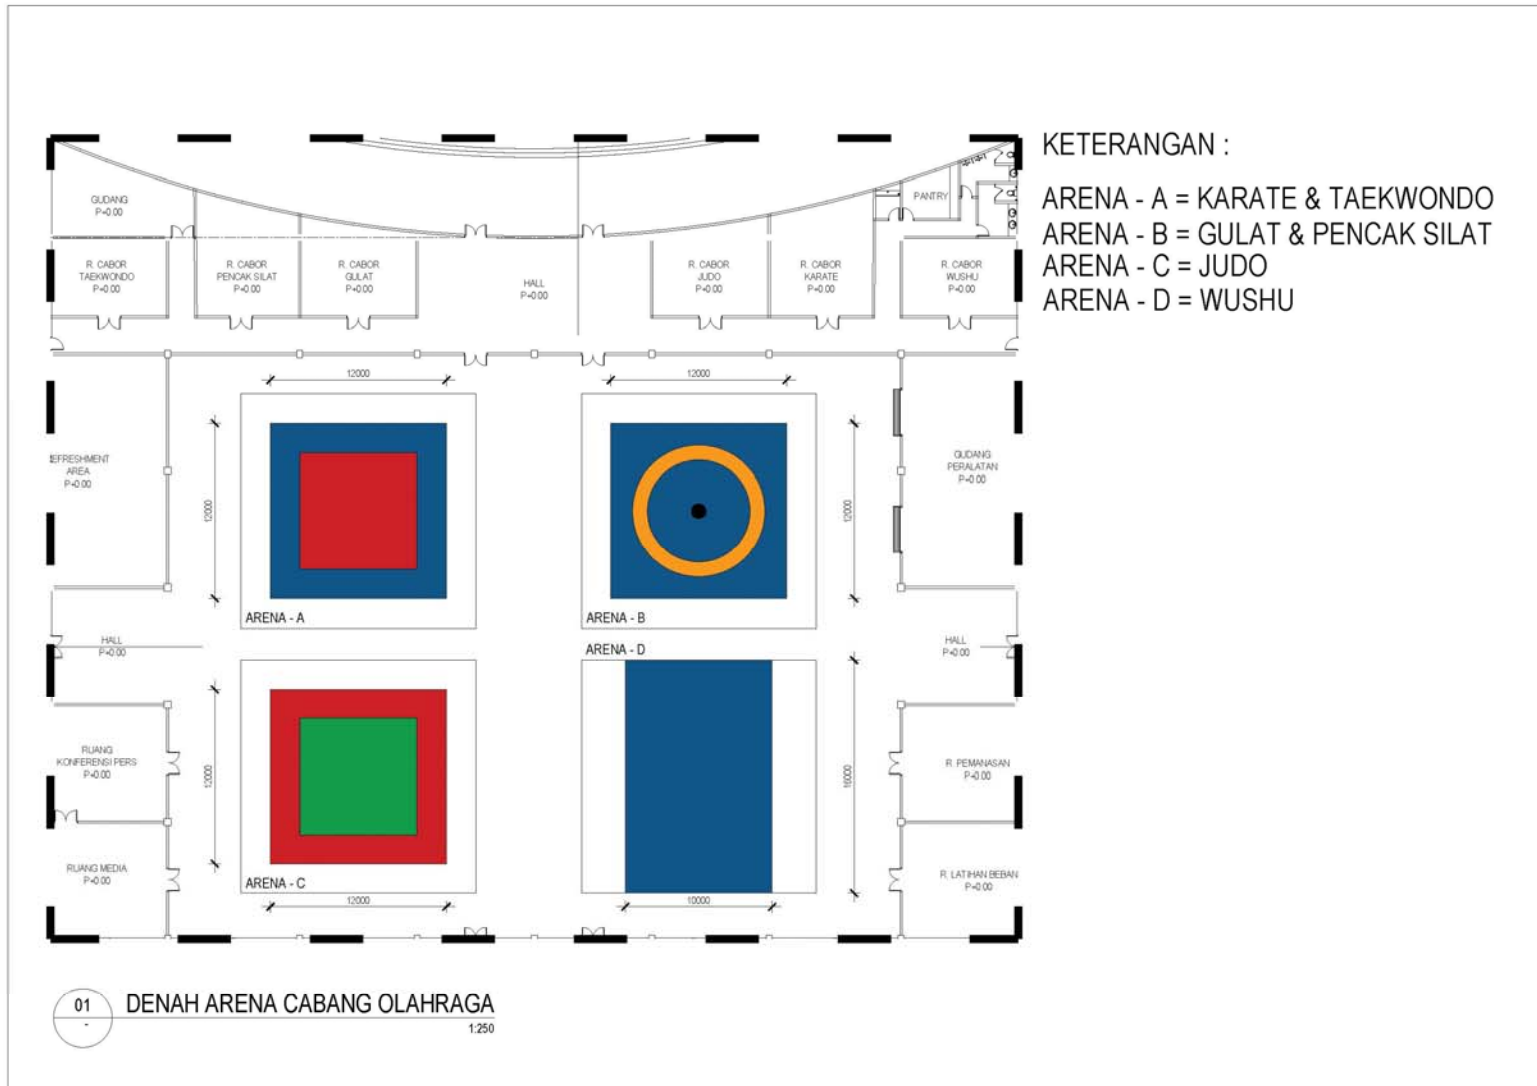 KETERANGAN :
ARENA - A = KARATE & TAEKWONDO
ARENA - B = GULAT & PENCAK SILAT
ARENA - C = JUDO
ARENA - D = WUSHU
GUDANG
P=0.00
PANTRY
R. CABOR
TAEKWONDO
P=0.00
R. CABOR
PENCAK SILAT
P=0.00
R. CABOR
GULAT
P=0.00
HALL
P=0.00
R. CABOR
JUDO
P=0.00
R. CABOR
KARATE
P=0.00
R. CABOR
WUSHU
P=0.00
12000
12000
EFRESHMENT
AREA
P=0.00
12000
12000
GUDANG
PERALATAN
P=0.00
ARENA - A
ARENA - B
HALL
P=0.00
ARENA - D
HALL
P=0.00
RUANG
KONFERENSI PERS
P=0.00
12000
16000
R. PEMANASAN
P=0.00
RUANG MEDIA
P=0.00
ARENA - C
R. LATIHAN BEBAN
P=0.00
12000
10000
01
-
DENAH ARENA CABANG OLAHRAGA
1:250